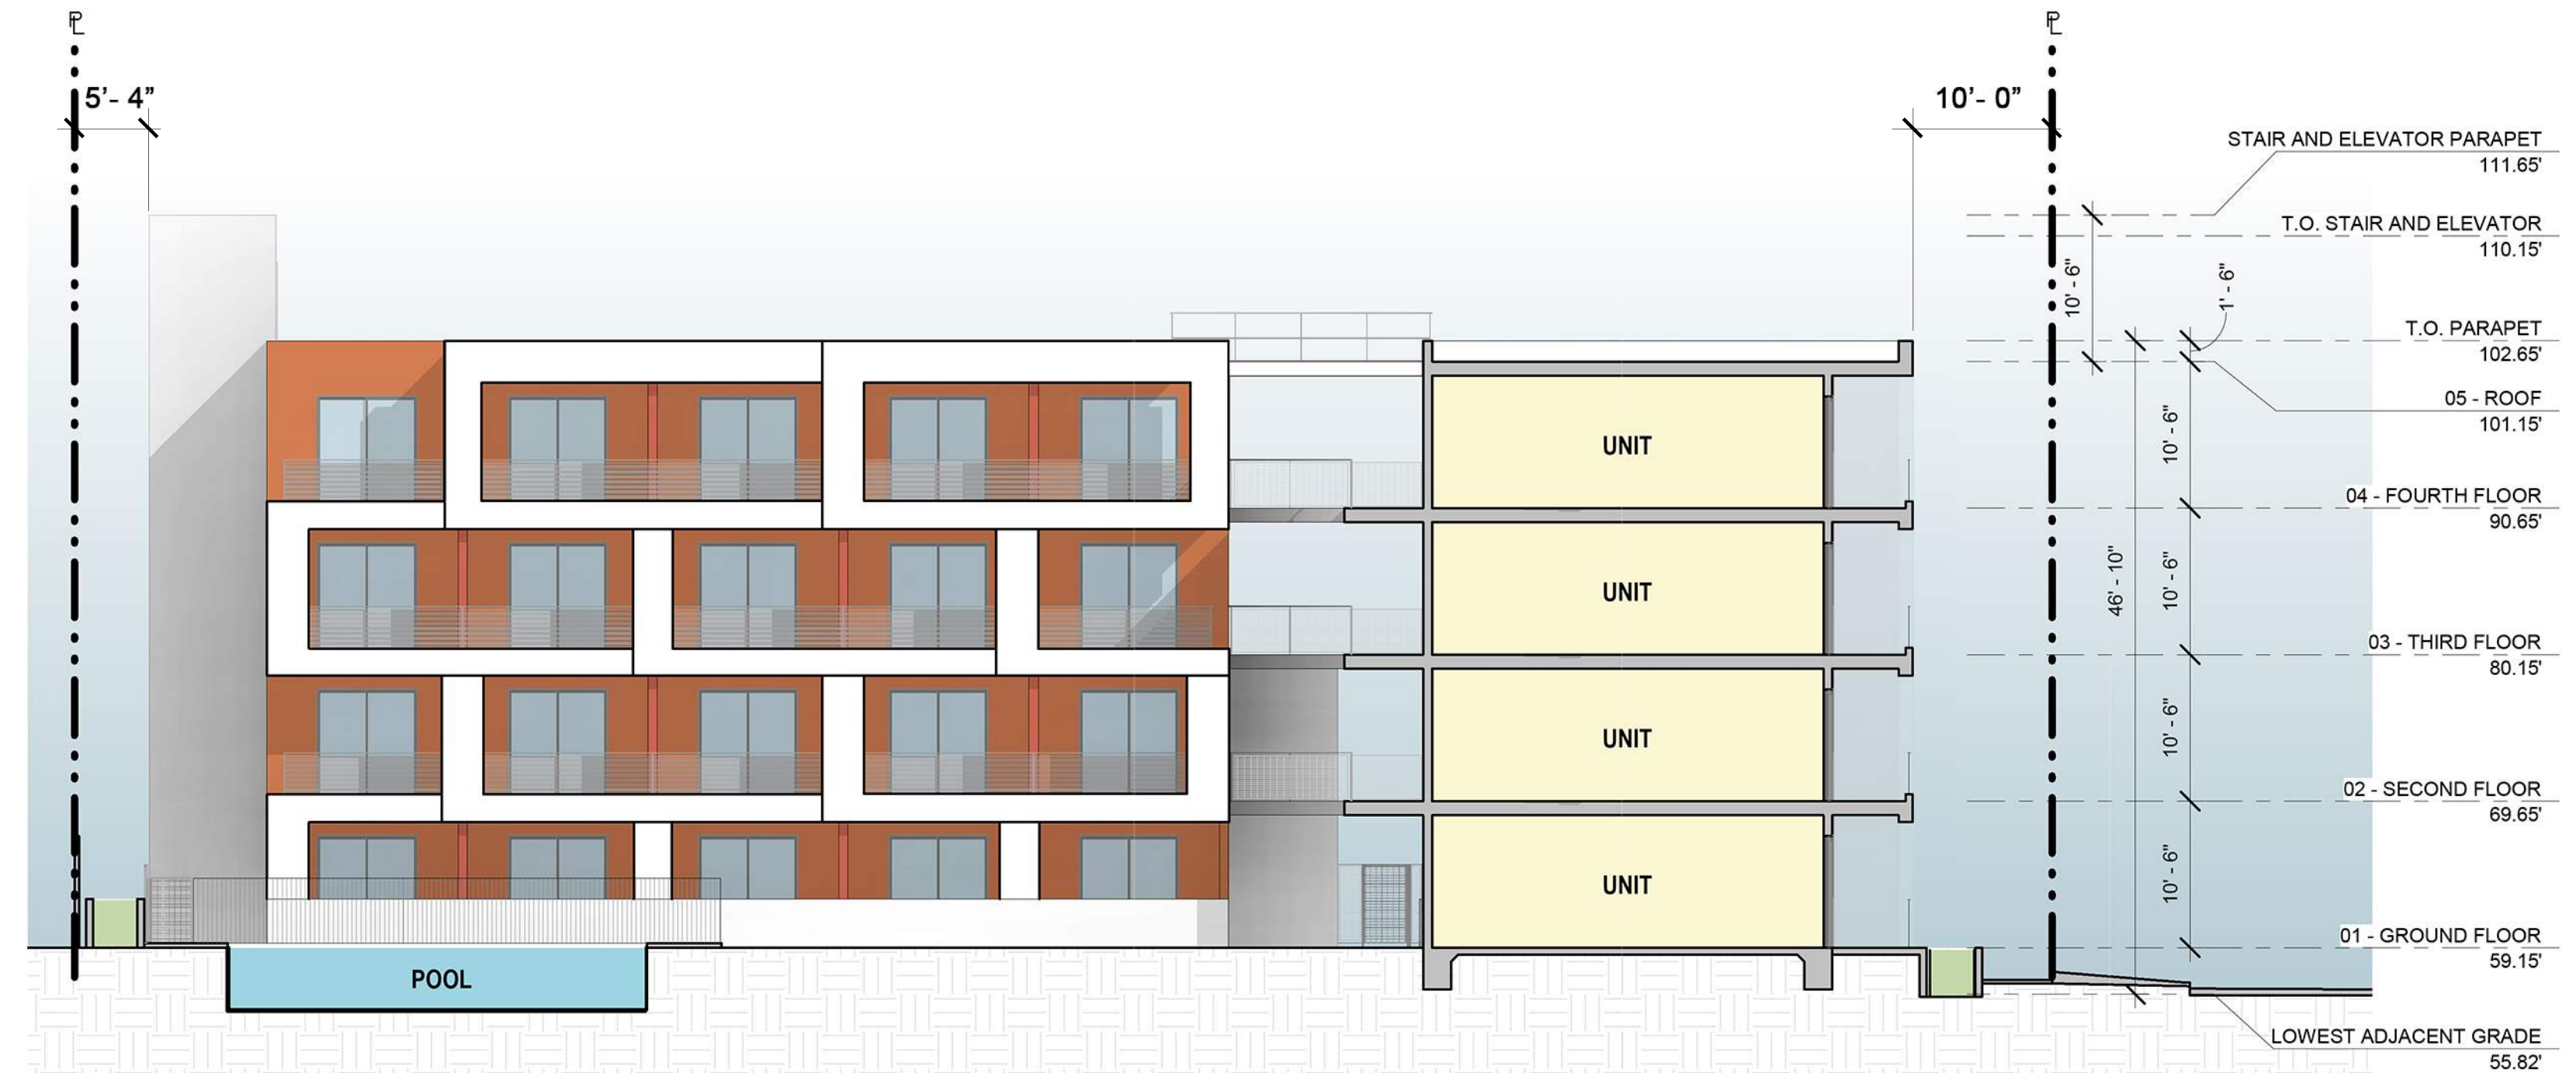 PL
PL
5'- 4"
10'- 0"
STAIR AND ELEVATOR PARAPET
111.65'
T.O. STAIR AND ELEVATOR
110.15'
10' - 6"
1' - 6"
T.O. PARAPET
102.65'
05 - ROOF
101.15'
UNIT
10' - 6"
04 - FOURTH FLOOR
90.65'
UNIT
46' - 10"
10' - 6"
03 - THIRD FLOOR
80.15'
UNIT
10' - 6"
02 - SECOND FLOOR
69.65'
UNIT
10' - 6"
01 - GROUND FLOOR
59.15'
POOL
LOWEST ADJACENT GRADE
55.82'